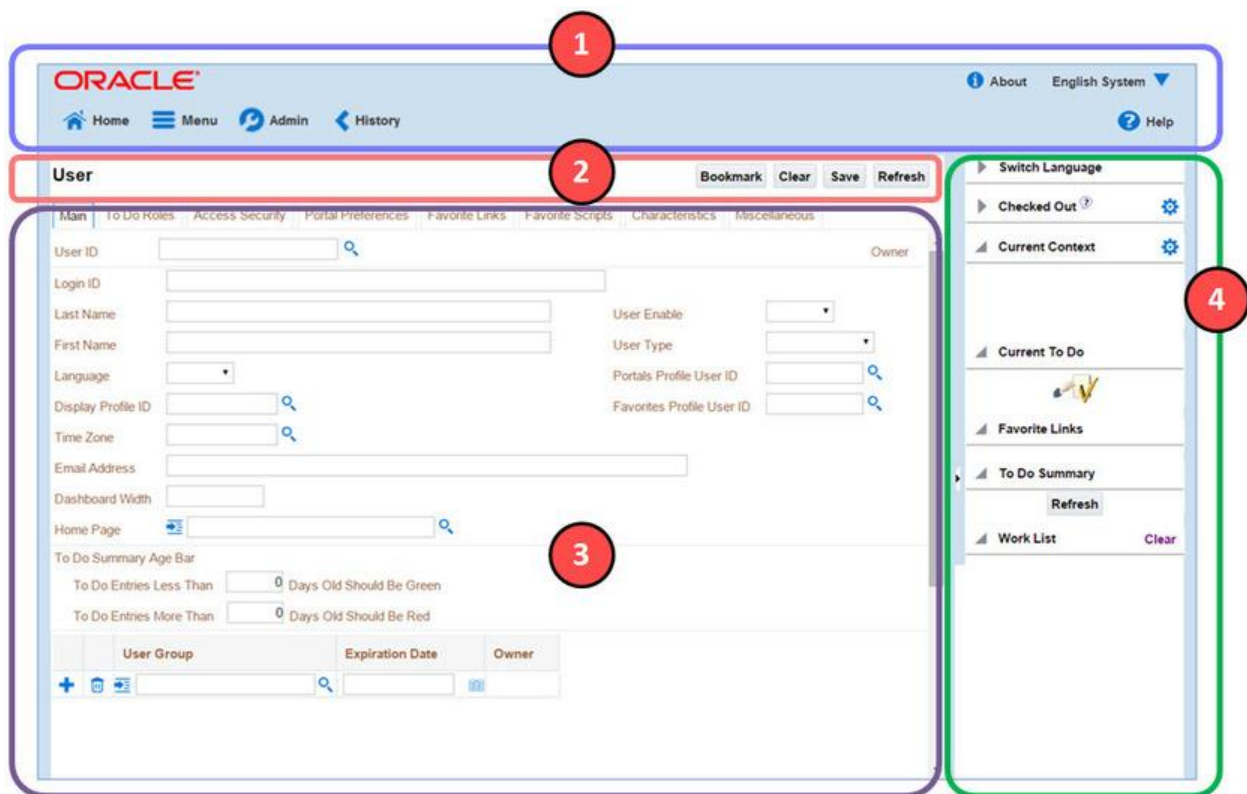 1
ORACLE®
About English System
Home Menu Admin History
Help
2
User
Bookmark Clear Save Refresh
Main To Do Roles Access Security Portal Preferences Favorite Links Favorite Scripts Characteristics Miscellaneous
User ID Owner
Login ID
Last Name User Enable
First Name User Type
Language Portals Profile User ID
Display Profile ID Favorites Profile User ID
Time Zone
Email Address
Dashboard Width
Home Page
3
To Do Summary Age Bar
To Do Entries Less Than 0 Days Old Should Be Green
To Do Entries More Than 0 Days Old Should Be Red
User Group Expiration Date Owner
Switch Language
Checked Out ?
Current Context
4
Current To Do
Favorite Links
To Do Summary
Refresh
Work List Clear